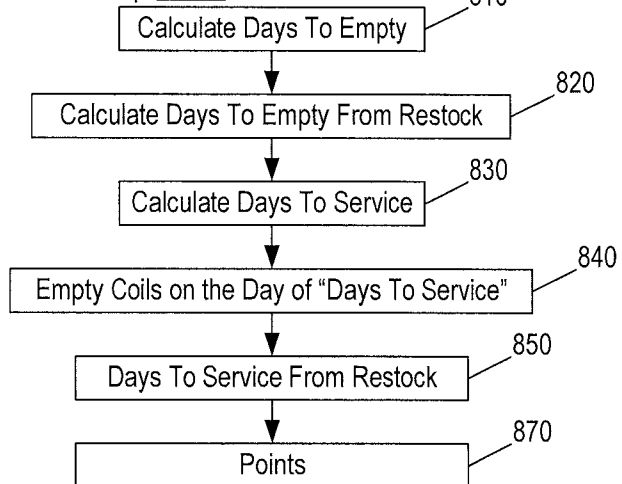 Calculate Days To Empty
Calculate Days To Empty From Restock
820
Calculate Days To Service
830
Empty Coils on the Day of “Days To Service”
840
Days To Service From Restock
850
Points
870